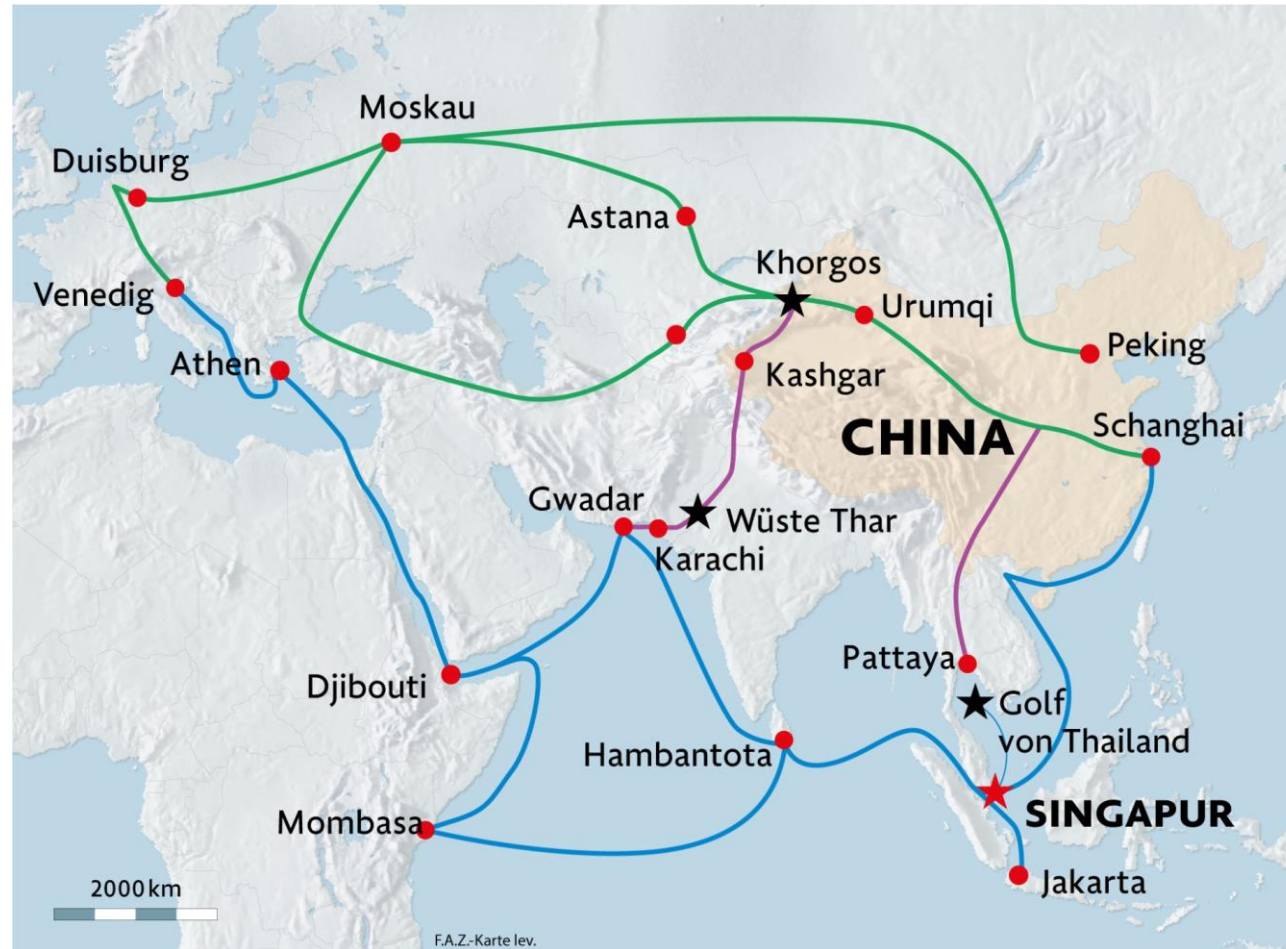 Moskau
Duisburg
Astana
Khorgos
Venedig
Urumqi
Athen
Kashgar
Peking
CHINA
Schanghai
Gwadar
Wüste Thar
Karachi
Pattaya
Djibouti
Golf
von Thailand
Hambantota
Mombasa
SINGAPUR
Jakarta
2000 km
F.A.Z.-Karte lev.